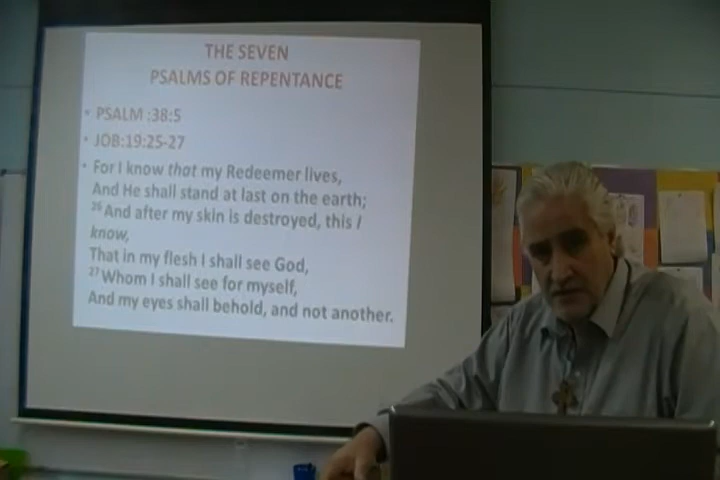 THE SEVEN
PSALMS OF REPENTANCE
• PSALM :38:5
• JOB:19:25-27
• For I know that my Redeemer lives,
And He shall stand at last on the earth;
26 And after my skin is destroyed, this I
know,
That in my flesh I shall see God,
27 Whom I shall see for myself,
And my eyes shall behold, and not another.